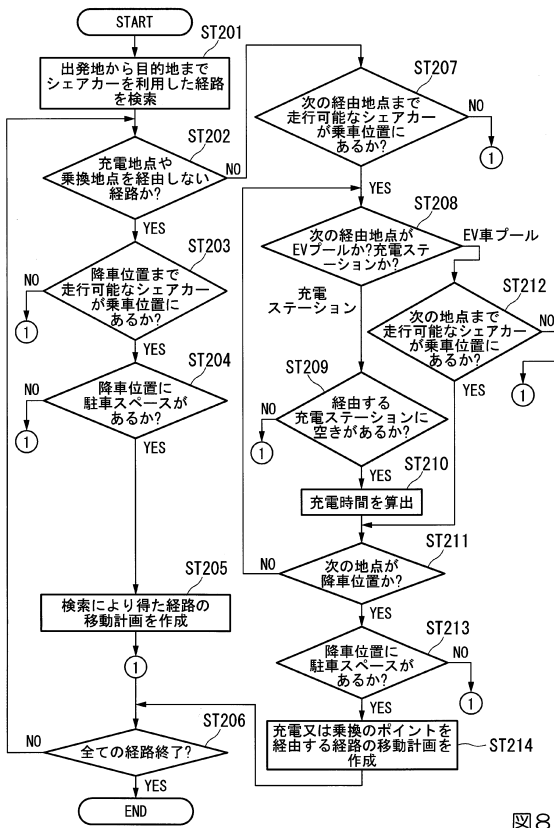 START
ST201
出発地から目的地まで
シェアカーを利用した経路
を検索
ST202
充電地点や
乗換地点を経由しない
経路か?
NO
YES
ST203
降車位置まで
走行可能なシェアカー
が乗車位置に
あるか?
NO
1
YES
ST204
降車位置に
駐車スペースが
あるか?
NO
1
YES
ST205
検索により得た経路の
移動計画を作成
1
ST206
全ての経路終了?
NO
YES
END
ST207
次の経由地点まで
走行可能なシェアカー
が乗車位置に
あるか?
NO
1
YES
ST208
次の経由地点が
EVプールか?充電ステ
ーションか?
EV車プール
充電
ステーション
ST212
次の地点まで
走行可能なシェアカー
が乗車位置に
あるか?
NO
1
YES
ST209
経由する
充電ステーションに
空きがあるか?
NO
1
YES
ST210
充電時間を算出
ST211
次の地点が
降車位置か?
NO
YES
ST213
降車位置に
駐車スペースが
あるか?
NO
1
YES
充電又は乗換のポイントを
経由する経路の移動計画を
作成
ST214
図8